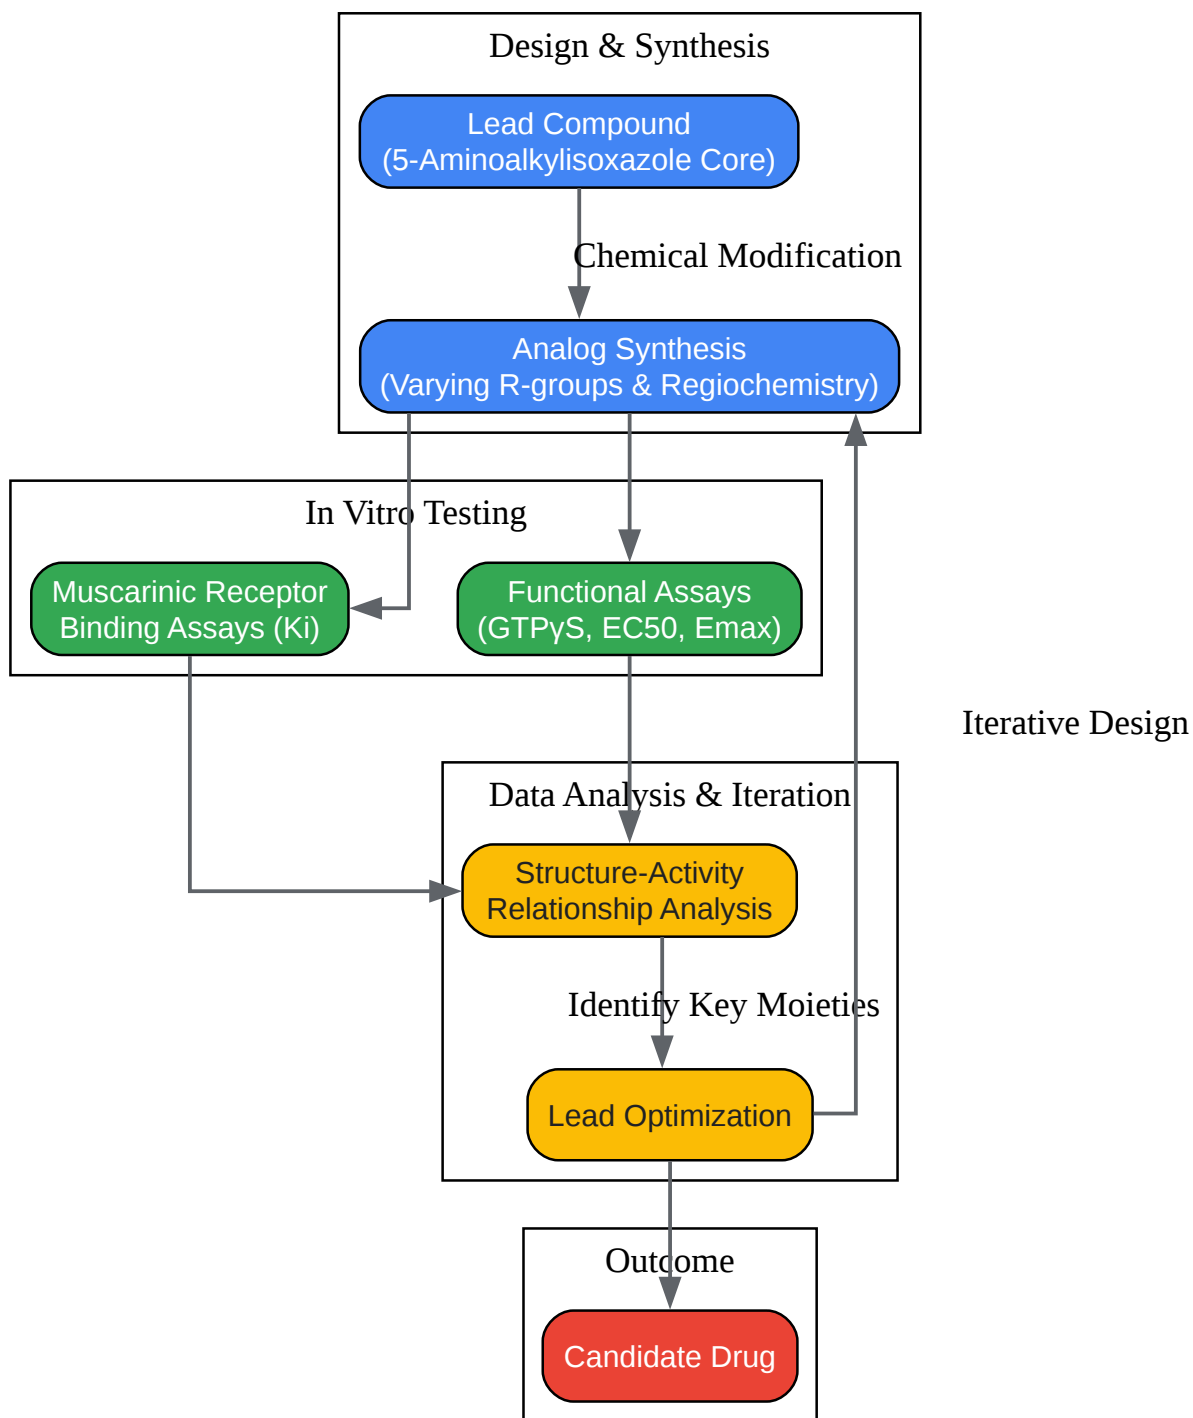 Design & Synthesis
Lead Compound
(5-Aminoalkylisoxazole Core)
Chemical Modification
Analog Synthesis
(Varying R-groups & Regiochemistry)
In Vitro Testing
Muscarinic Receptor
Binding Assays (Ki)
Functional Assays
(GTPγS, EC50, Emax)
Iterative Design
Data Analysis & Iteration
Structure-Activity
Relationship Analysis
Identify Key Moieties
Lead Optimization
Outcome
Candidate Drug